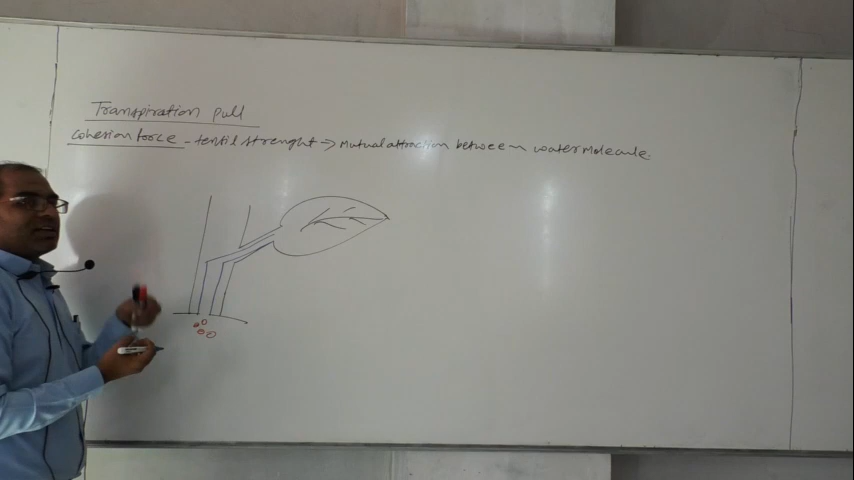 Transpiration pull
Cohesion force - tentil strenght → Mutual attraction between water molecule.